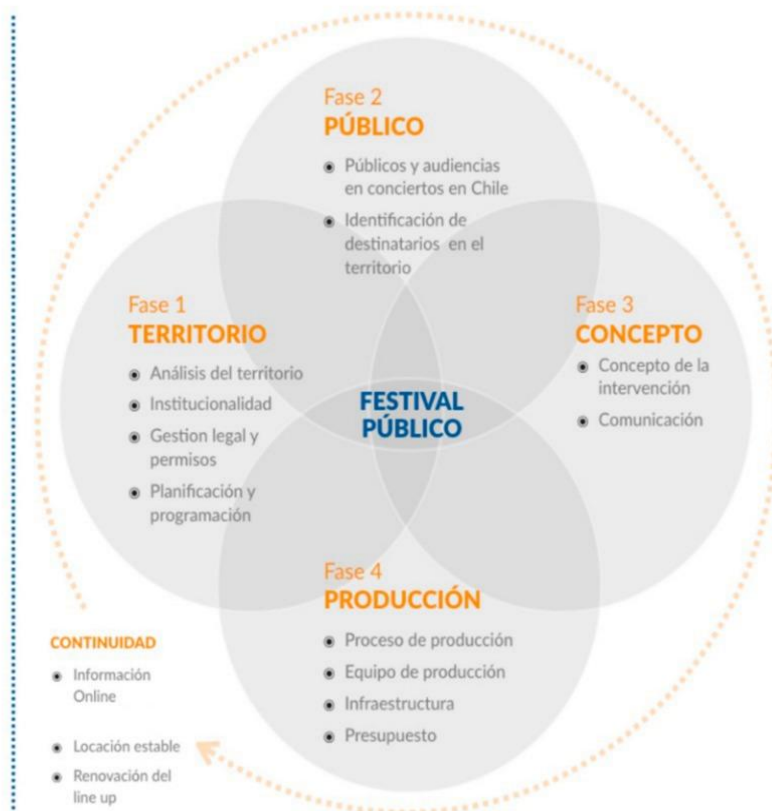 Fase 2
PÚBLICO
Públicos y audiencias
en conciertos en Chile
Identificación de
destinatarios en el
territorio
Fase 1
TERRITORIO
Análisis del territorio
Institucionalidad
Gestion legal y
permisos
Planificación y
programación
Fase 3
CONCEPTO
Concepto de la
intervención
Comunicación
FESTIVAL
PÚBLICO
Fase 4
PRODUCCIÓN
Proceso de producción
Equipo de producción
Infraestructura
Presupuesto
CONTINUIDAD
Información
Online
Locación estable
Renovación del
line up